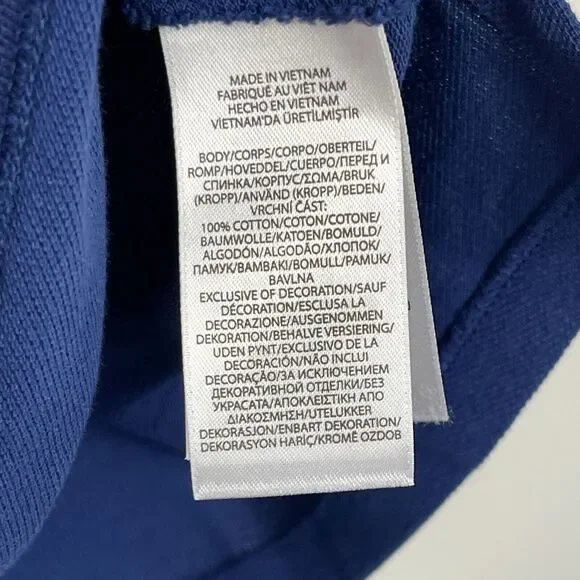 MADE IN VIETNAM
FABRIQUÉ AU VIÊT NAM
HECHO EN VIETNAM
VİETNAM'DA ÜRETİLMİŞTİR
BODY/CORPS/CORPO/OBERTEIL/
ROMP/HOVEDDEL/CUERPO/ПЕРЕД И
СПИНКА/КОРПУС/ΣΩΜΑ/BRUK
(KROPP)/ANVÄND (KROPP)/BEDEN/
VRCHNÍ ČÁST:
100% COTTON/COTON/COTONE/
BAUMWOLLE/KATOEN/BOMULD/
ALGODÓN/ALGODÃO/ХЛОПОК/
ПАМУК/ΒΑΜΒΑΚΙ/BOMULL/PAMUK/
BAVLNA
EXCLUSIVE OF DECORATION/SAUF
DÉCORATION/ESCLUSA LA
DECORAZIONE/AUSGENOMMEN
DEKORATION/BEHALVE VERSIERING/
UDEN PYNT/EXCLUSIVO DE LA
DECORACIÓN/NÃO INCLUI
DECORAÇÃO/ЗА ИСКЛЮЧЕНИЕМ
ДЕКОРАТИВНОЙ ОТДЕЛКИ/БЕЗ
УКРАСАТА/ΑΠΟΚΛΕΙΣΤΙΚΗ ΑΠΟ
ΔΙΑΚΟΣΜΗΣΗ/UTELUKKER
DEKORASJON/ENBART DEKORATION/
DEKORASYON HARİÇ/KROMĚ OZDOB